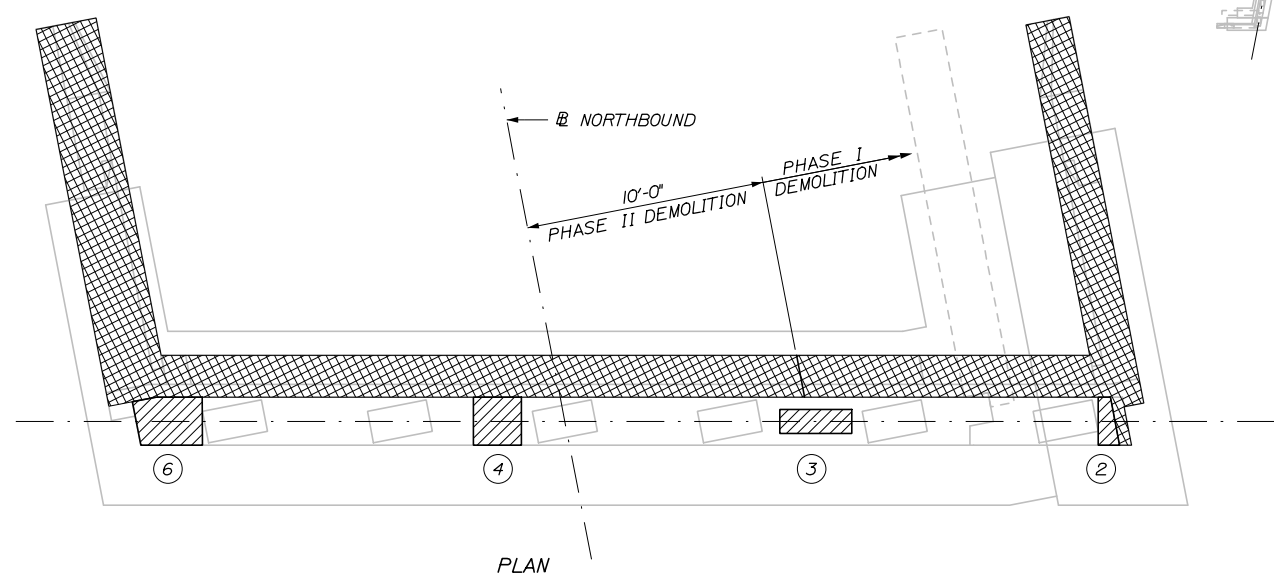 ℄ NORTHBOUND
PHASE I
DEMOLITION
10'-0"
PHASE II DEMOLITION
6
4
3
2
PLAN